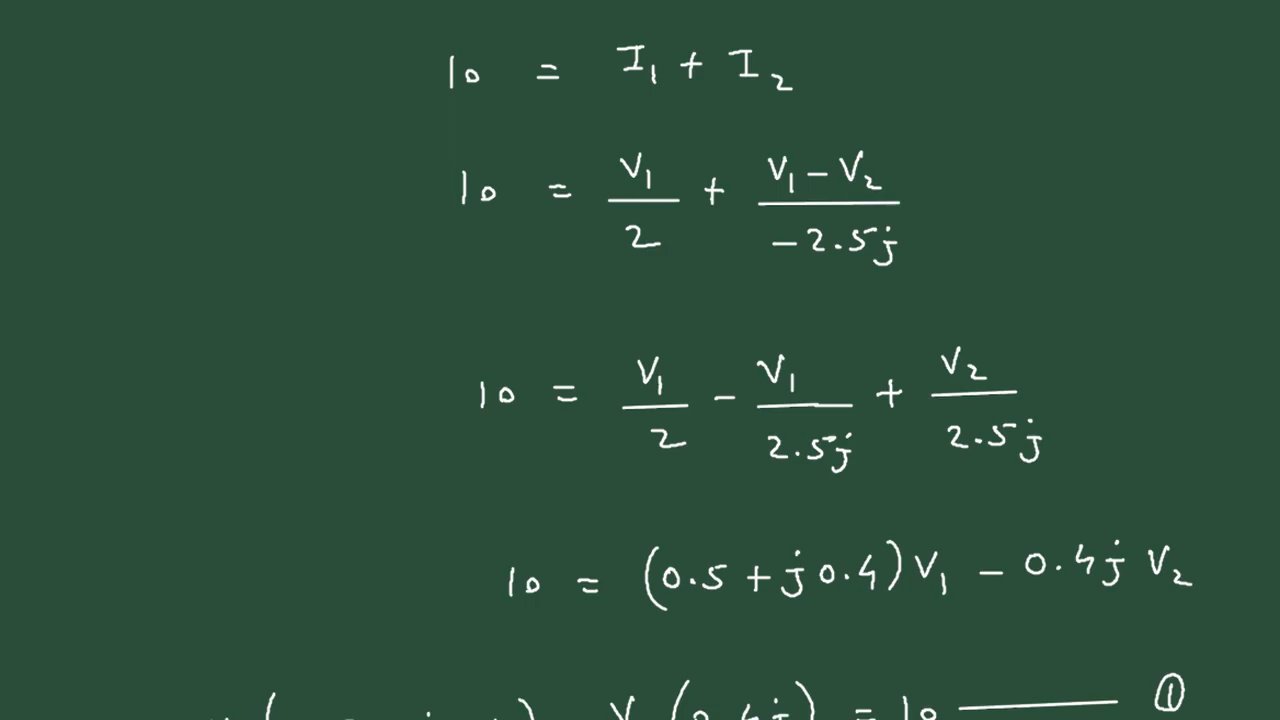 10 = I₁ + I₂
10 = V₁/2 + (V₁ - V₂)/(-2.5j)
10 = V₁/2 - V₁/2.5j + V₂/2.5j
10 = (0.5 + j0.4)V₁ - 0.4j V₂
= 10 ——— ①